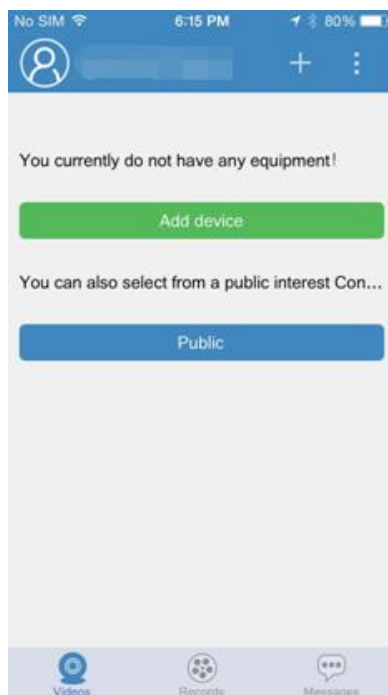 No SIM 6:15 PM 80%
You currently do not have any equipment!
Add device
You can also select from a public interest Con...
Public
Videos Records Messages